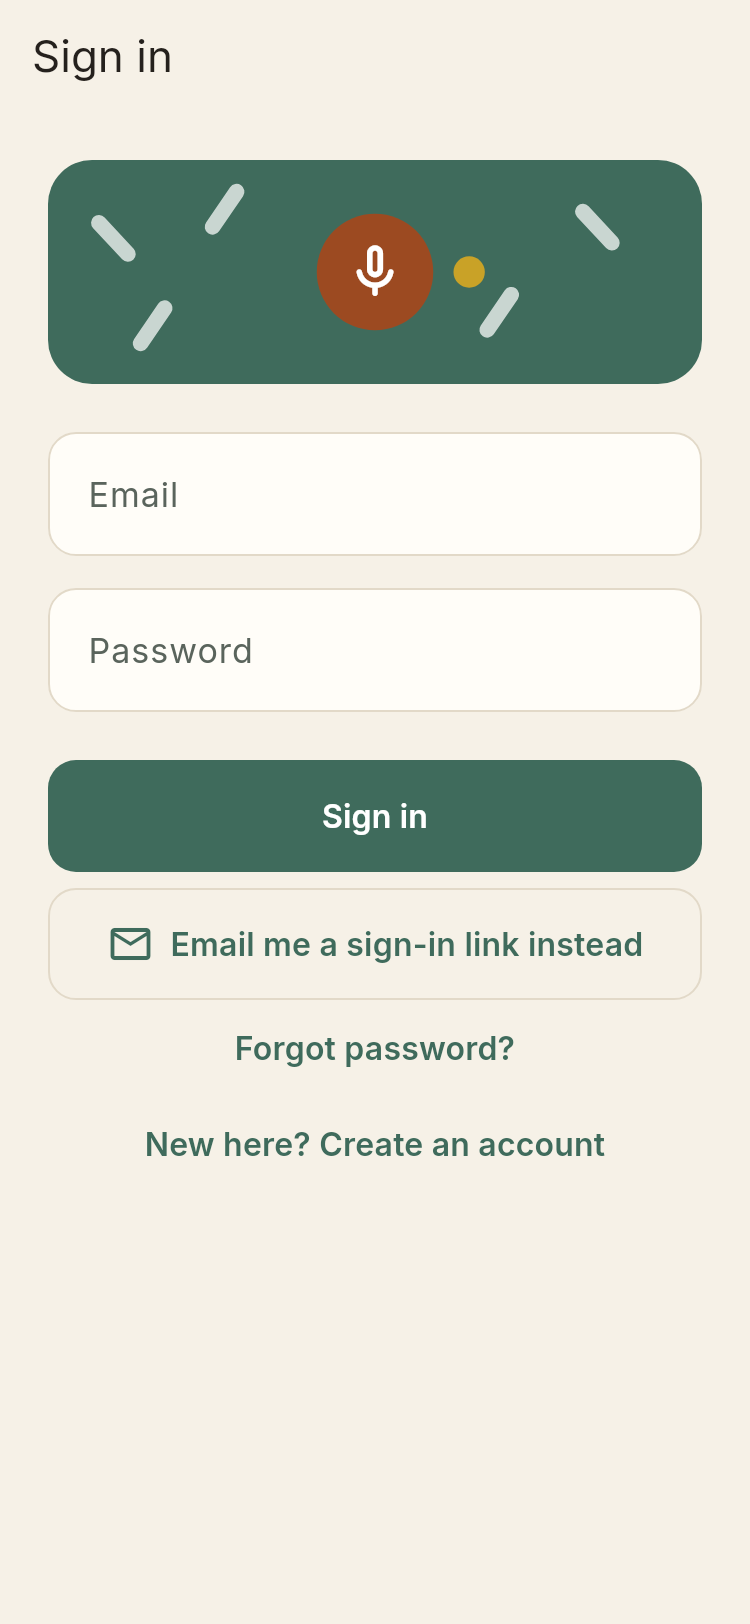 Sign in
Email
Password
Sign in
Email me a sign-in link instead
Forgot password?
New here? Create an account